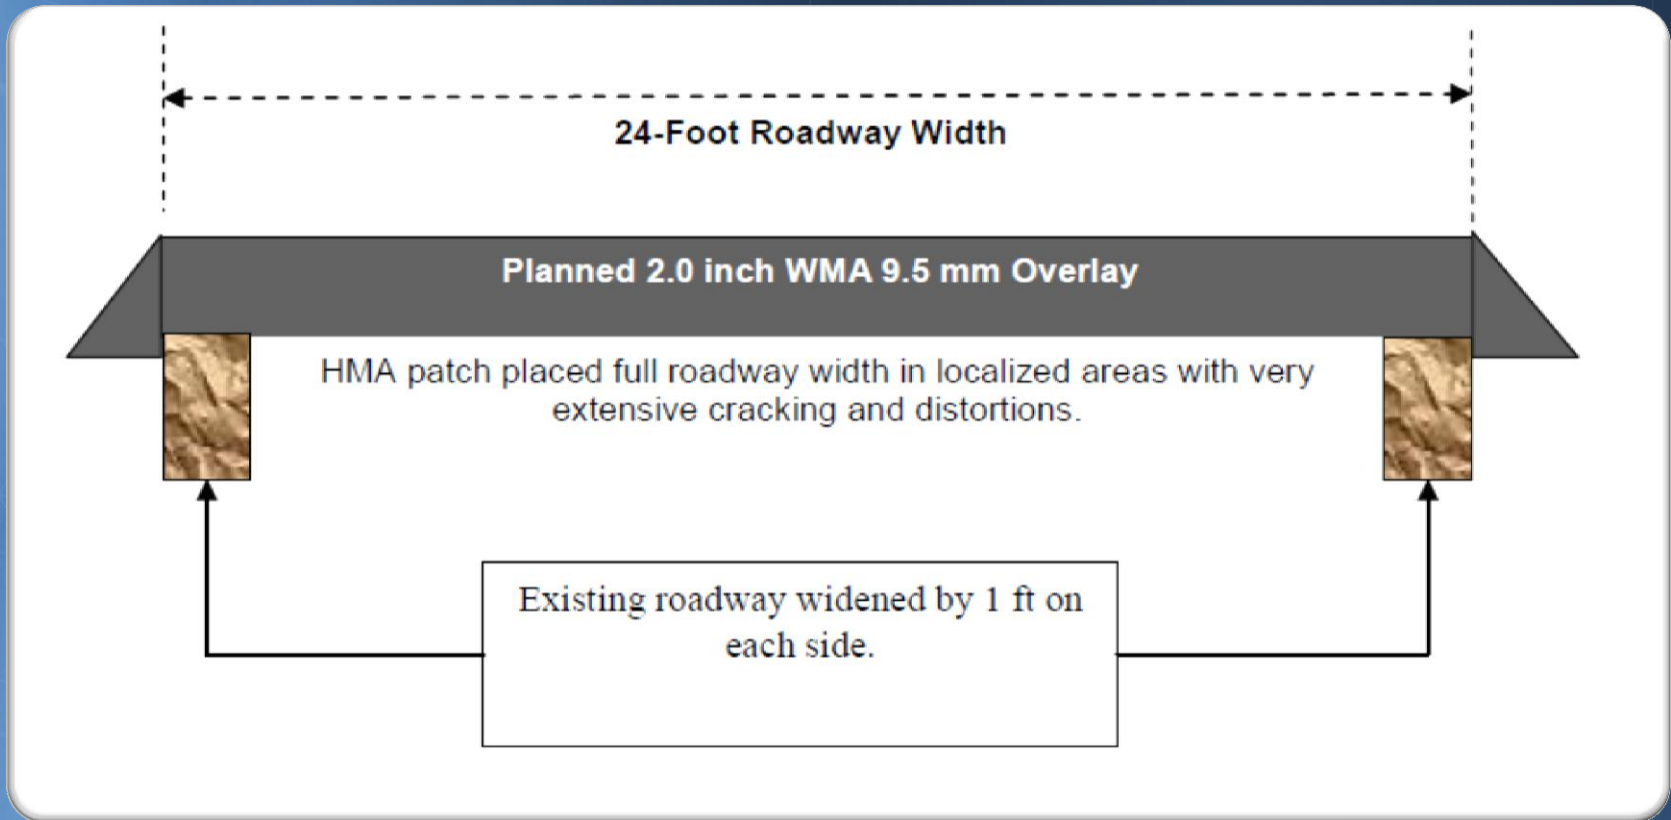 24-Foot Roadway Width
Planned 2.0 inch WMA 9.5 mm Overlay
HMA patch placed full roadway width in localized areas with very
extensive cracking and distortions.
Existing roadway widened by 1 ft on
each side.